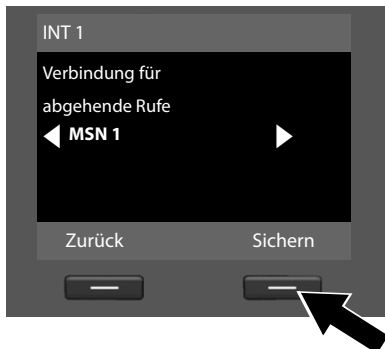 INT 1
Verbindung für
abgehende Rufe
MSN 1
Zurück Sichern